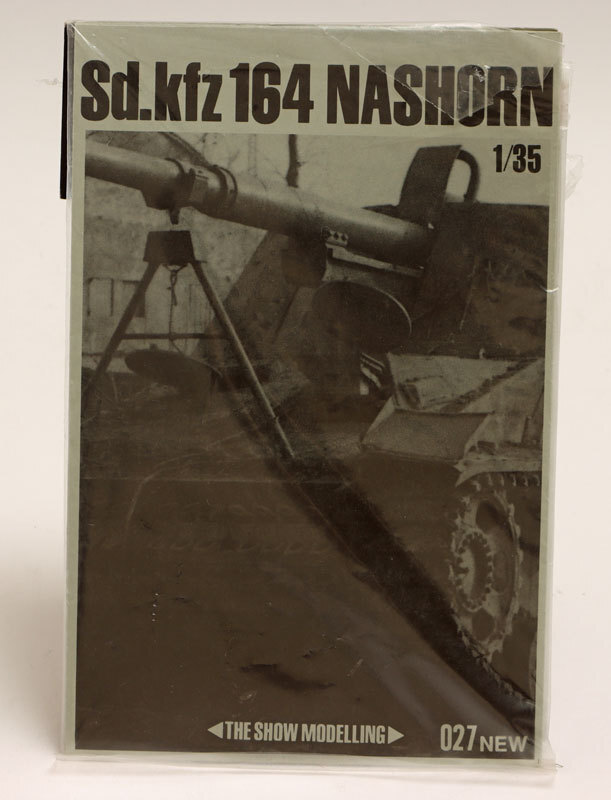 Sd.kfz 164 NASHORN
1/35
◀THE SHOW MODELLING▶
027 NEW